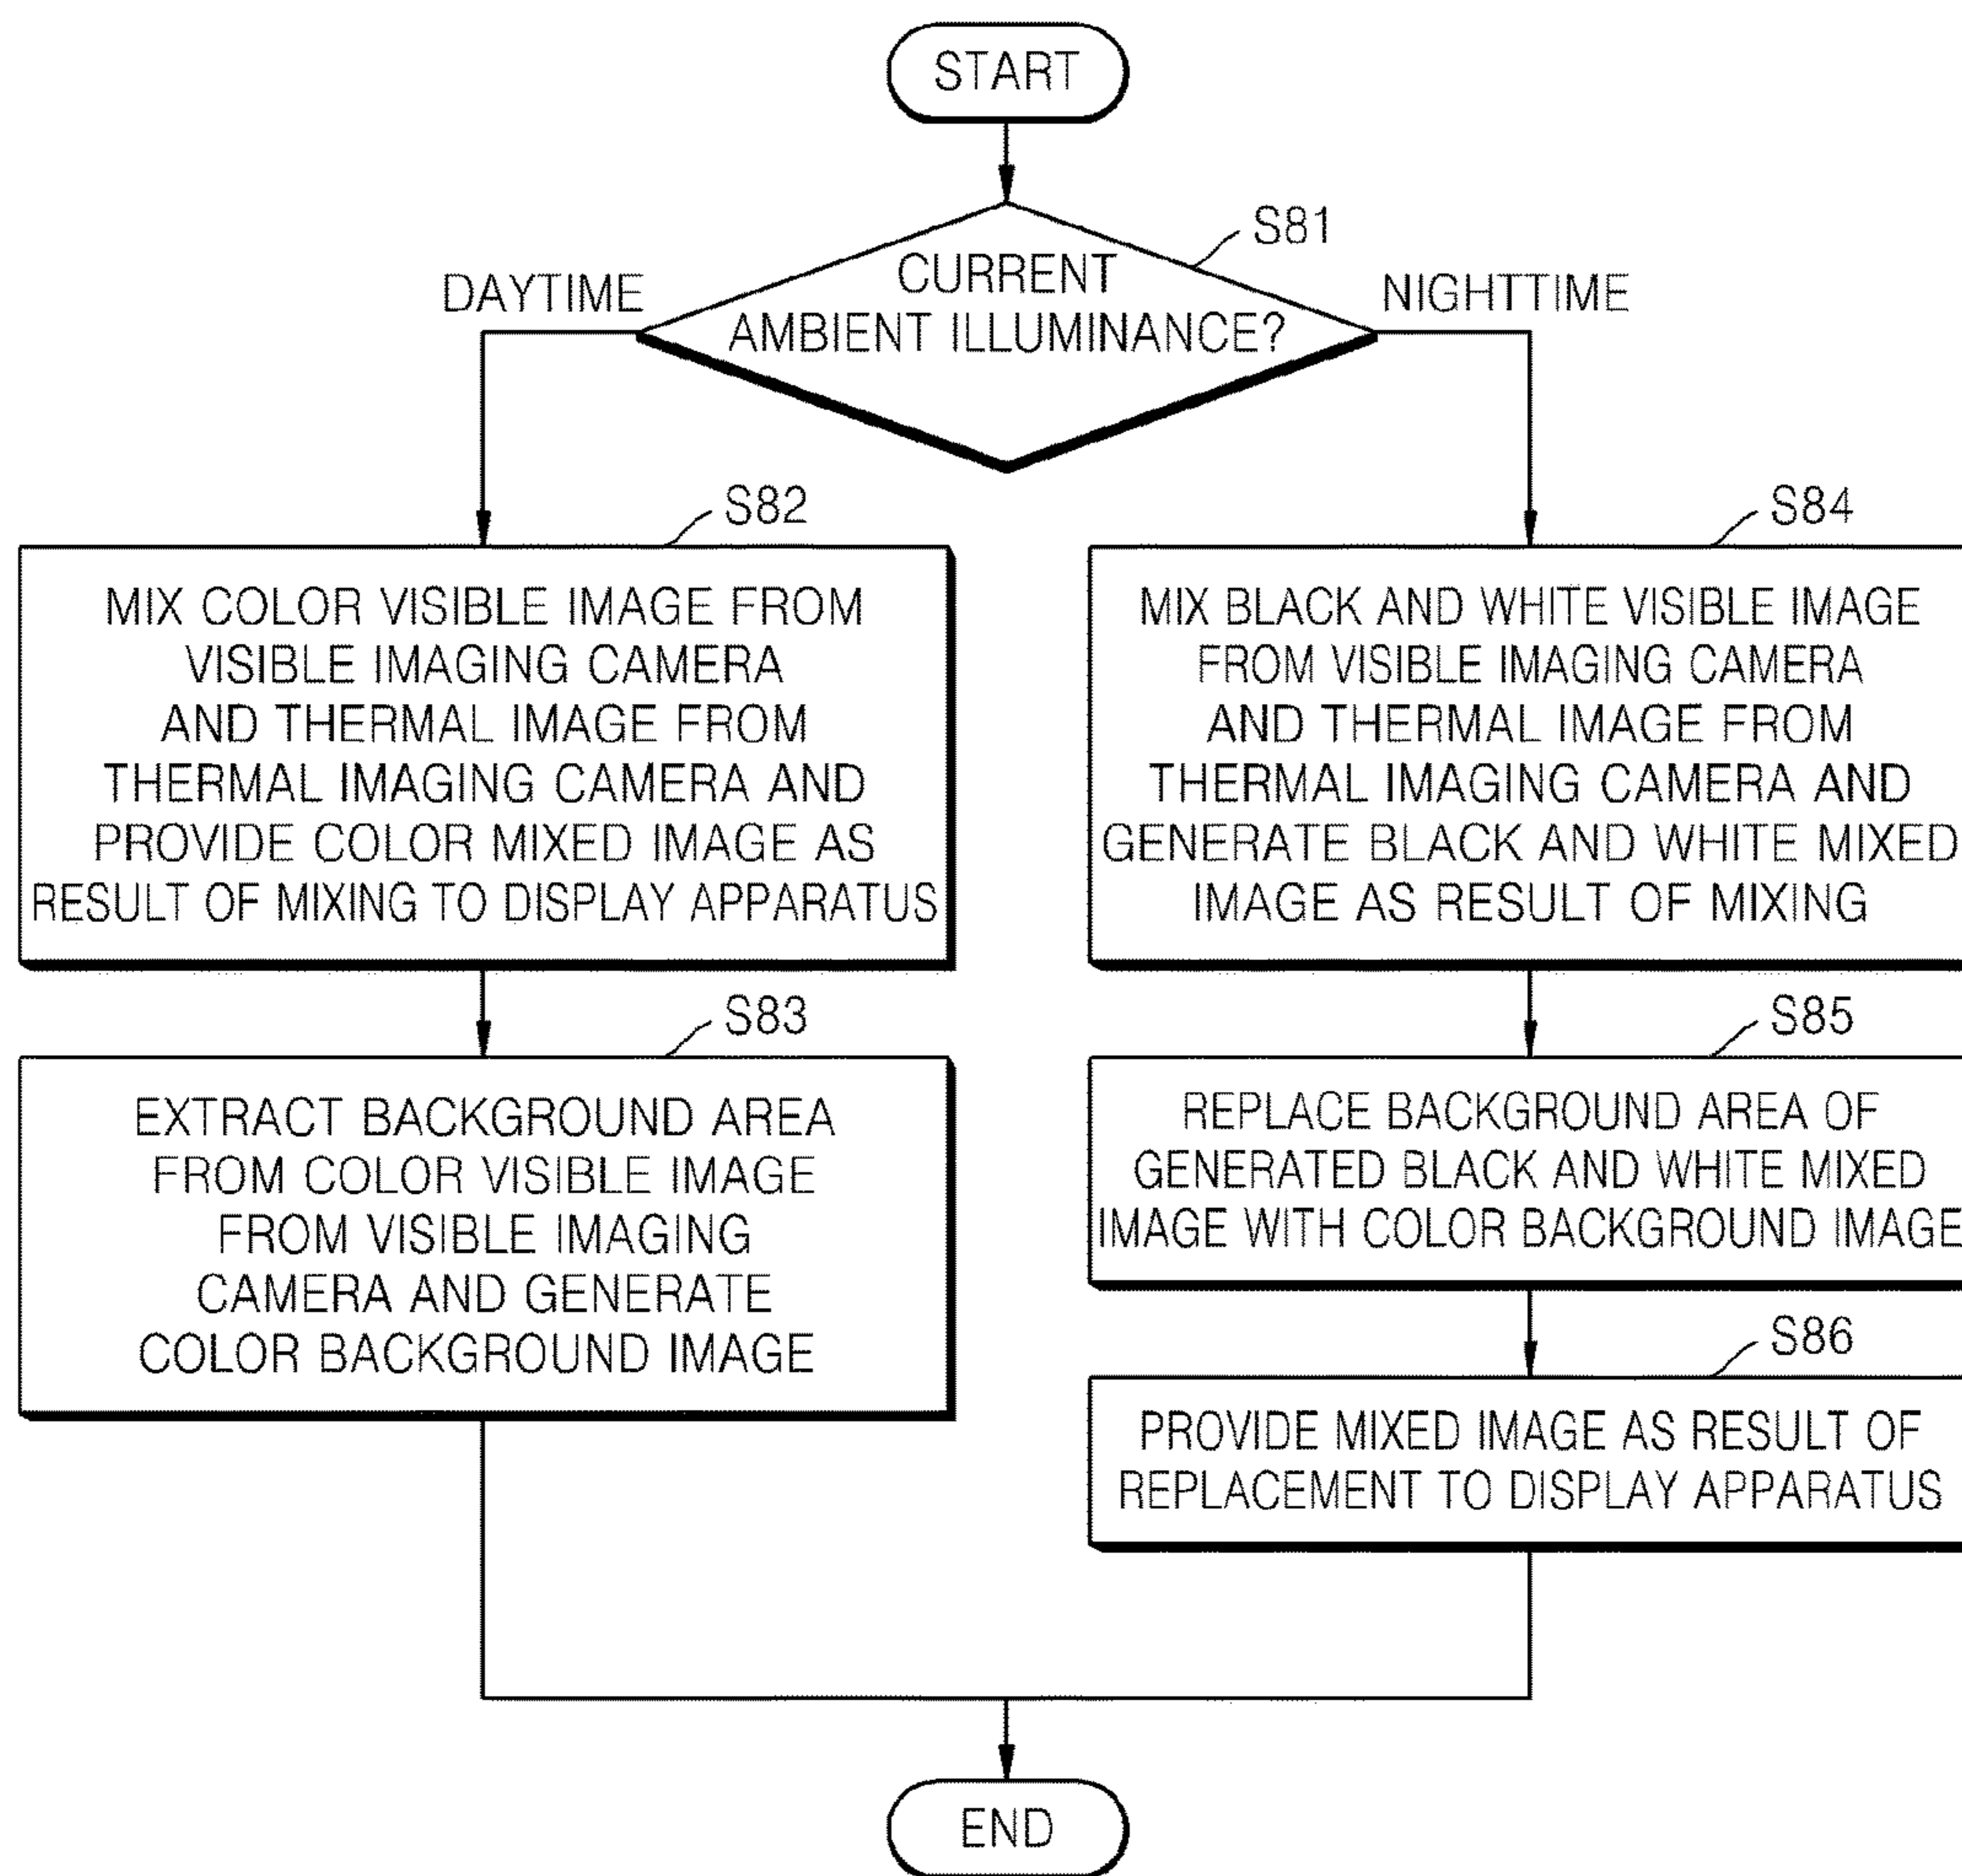 START
S81
CURRENT
AMBIENT ILLUMINANCE?
DAYTIME
NIGHTTIME
S82
MIX COLOR VISIBLE IMAGE FROM
VISIBLE IMAGING CAMERA
AND THERMAL IMAGE FROM
THERMAL IMAGING CAMERA AND
PROVIDE COLOR MIXED IMAGE AS
RESULT OF MIXING TO DISPLAY APPARATUS
S83
EXTRACT BACKGROUND AREA
FROM COLOR VISIBLE IMAGE
FROM VISIBLE IMAGING
CAMERA AND GENERATE
COLOR BACKGROUND IMAGE
S84
MIX BLACK AND WHITE VISIBLE IMAGE
FROM VISIBLE IMAGING CAMERA
AND THERMAL IMAGE FROM
THERMAL IMAGING CAMERA AND
GENERATE BLACK AND WHITE MIXED
IMAGE AS RESULT OF MIXING
S85
REPLACE BACKGROUND AREA OF
GENERATED BLACK AND WHITE MIXED
IMAGE WITH COLOR BACKGROUND IMAGE
S86
PROVIDE MIXED IMAGE AS RESULT OF
REPLACEMENT TO DISPLAY APPARATUS
END